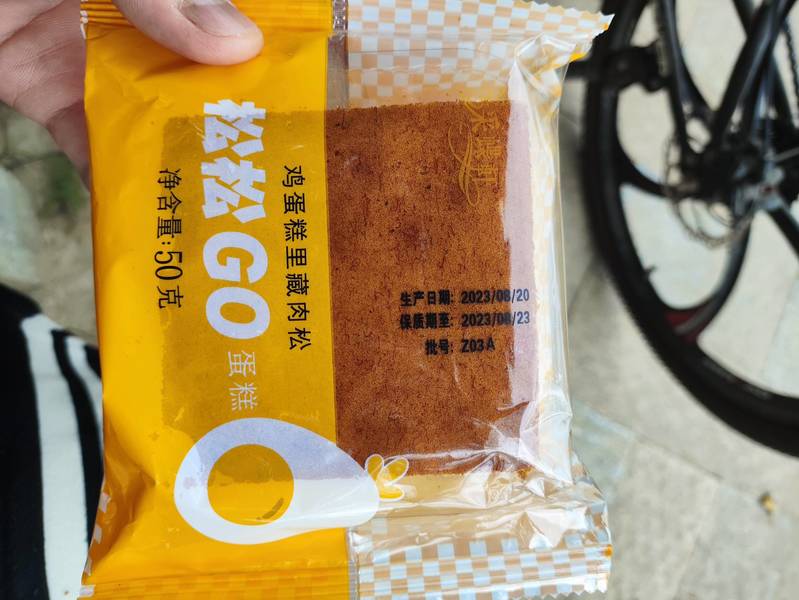 松松GO蛋糕
鸡蛋糕里藏肉松
净含量:50克
生产日期: 2023/08/20
保质期至: 2023/08/23
批号: Z03A